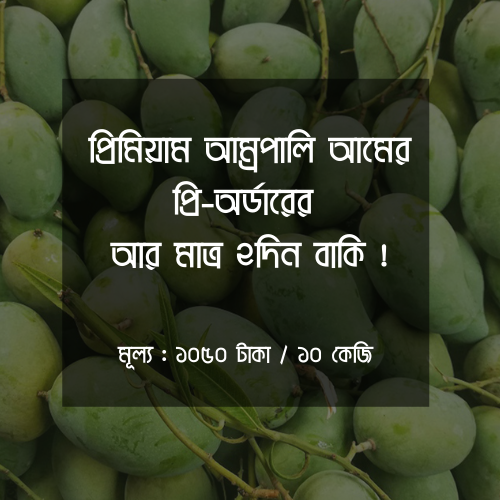 প্রিমিয়াম আম্রপালি আমের
প্রি-অর্ডারের
আর মাত্র ২দিন বাকি !
মূল্য : ১০৫০ টাকা / ১০ কেজি